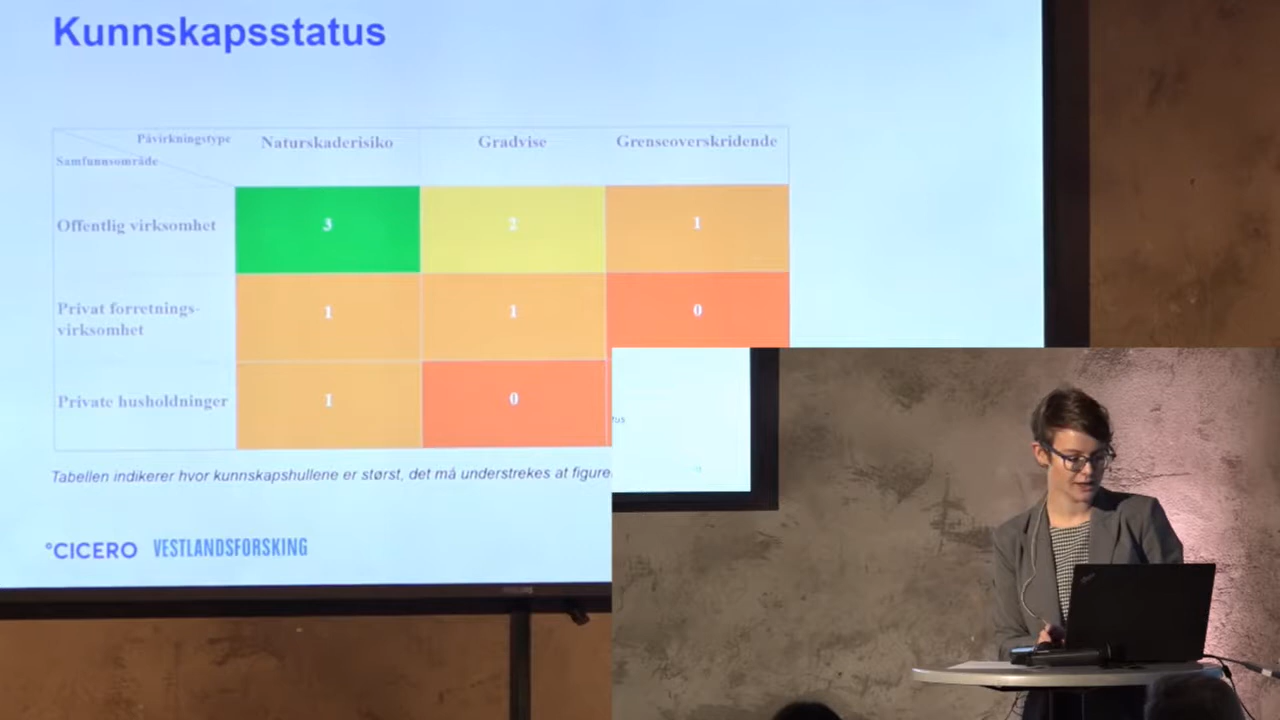 Kunnskapsstatus
Påvirkningstype
Samfunnsområde
Naturskaderisiko
Gradvise
Grenseoverskridende
Offentlig virksomhet
3
2
1
Privat forretnings-
virksomhet
1
1
0
Private husholdninger
1
0
Tabellen indikerer hvor kunnskapshullene er størst, det må understrekes at figure
°CICERO
VESTLANDSFORSKING
tus